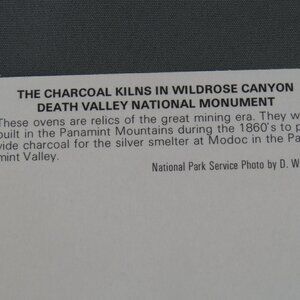 THE CHARCOAL KILNS IN WILDROSE CANYON
DEATH VALLEY NATIONAL MONUMENT
These ovens are relics of the great mining era. They w
built in the Panamint Mountains during the 1860's to p
vide charcoal for the silver smelter at Modoc in the Pa
mint Valley.
National Park Service Photo by D. W